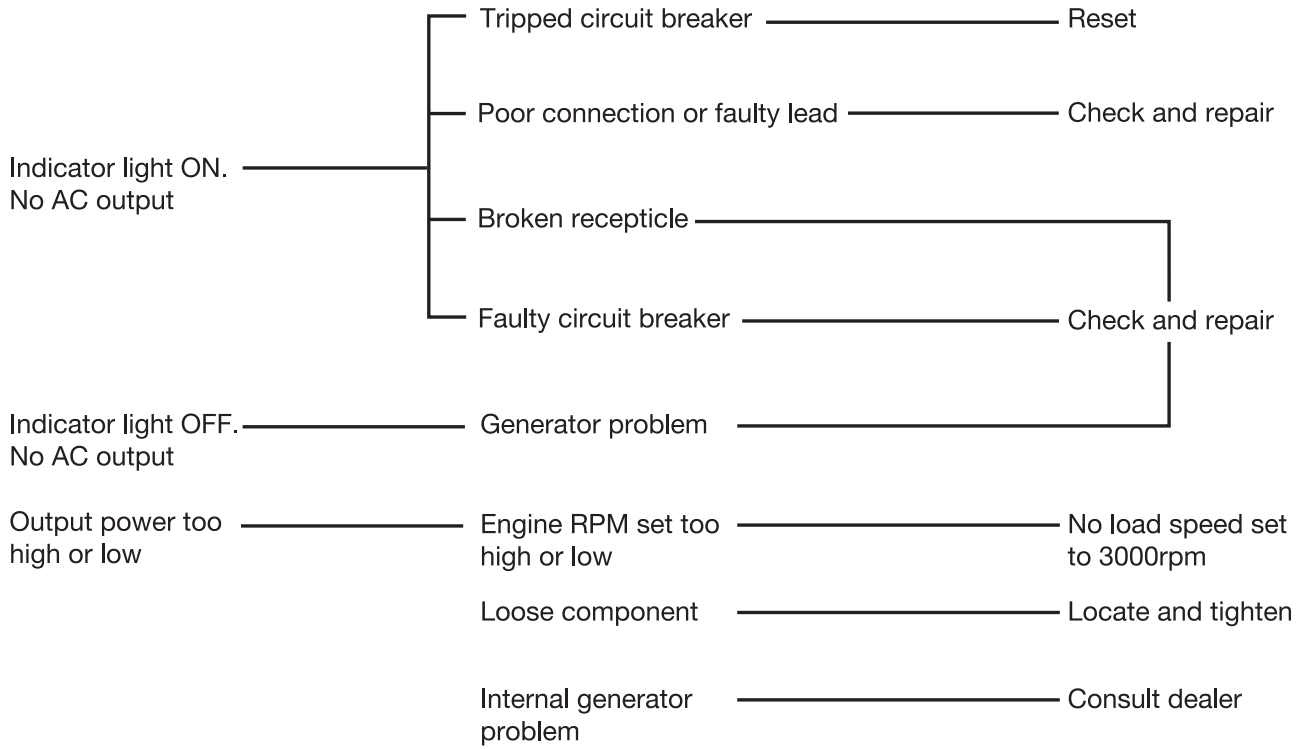 Tripped circuit breaker Reset
Poor connection or faulty lead Check and repair
Indicator light ON.
No AC output
Broken recepticle
Faulty circuit breaker Check and repair
Indicator light OFF. Generator problem
No AC output
Output power too Engine RPM set too No load speed set
high or low high or low to 3000rpm
Loose component Locate and tighten
Internal generator Consult dealer
problem